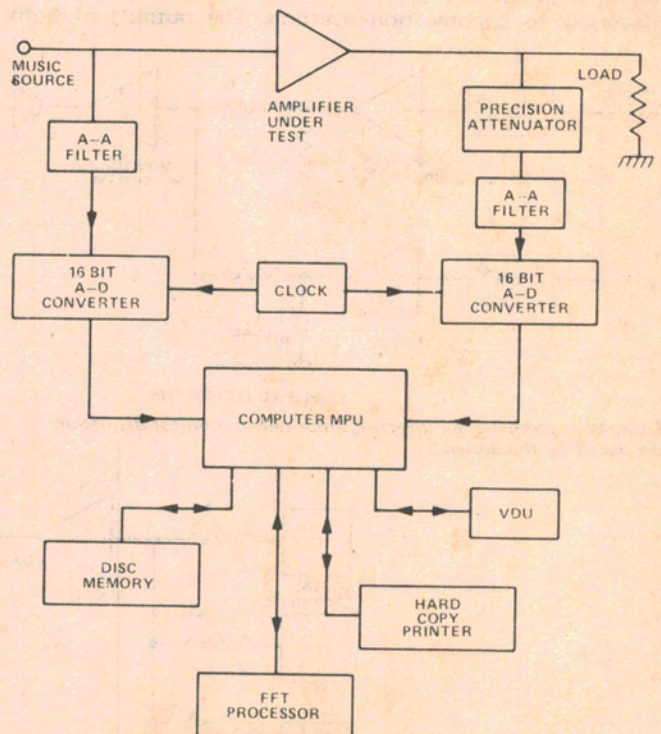 MUSIC
SOURCE
AMPLIFIER
UNDER
TEST
LOAD
PRECISION
ATTENUATOR
A-A
FILTER
A-A
FILTER
16 BIT
A-D
CONVERTER
CLOCK
16 BIT
A-D
CONVERTER
COMPUTER MPU
VDU
DISC
MEMORY
HARD
COPY
PRINTER
FFT
PROCESSOR